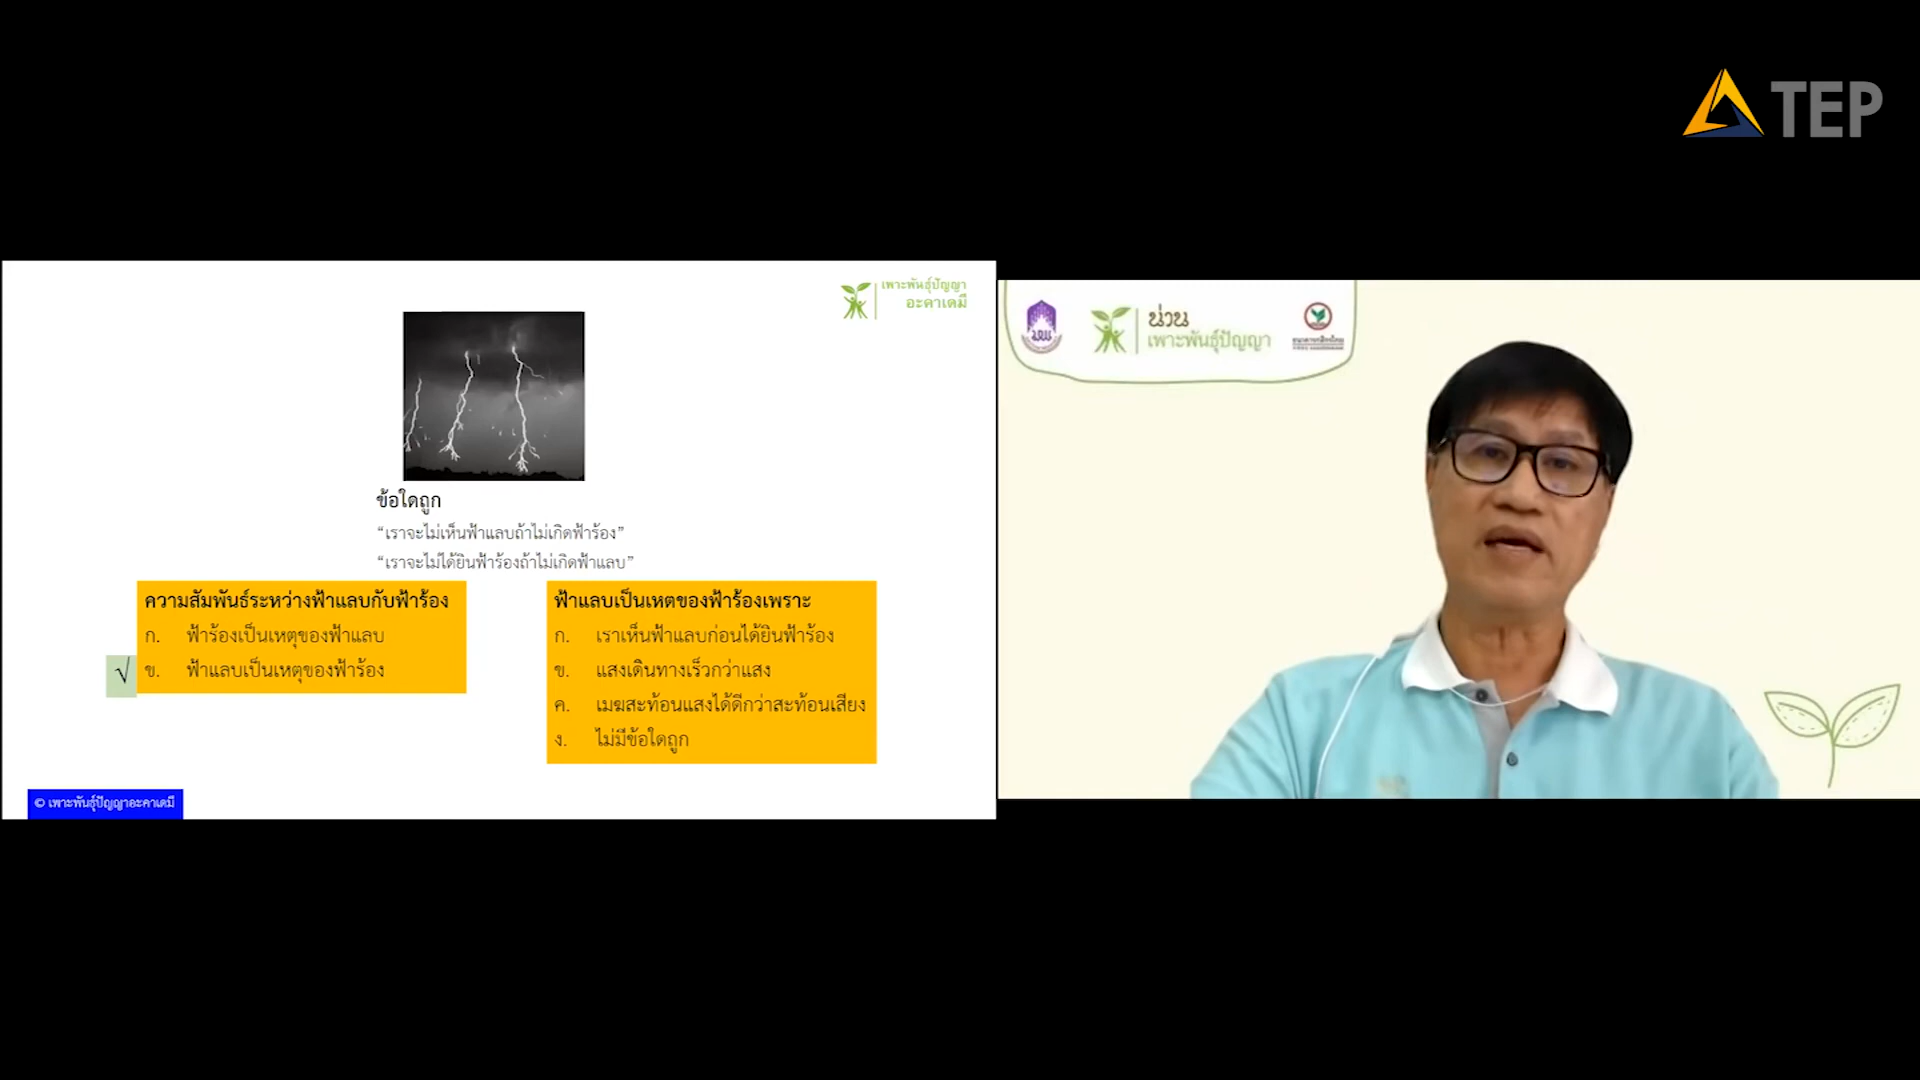 TEP
เพาะพันธุ์ปัญญา
อะคาเดมี
ข้อใดถูก
“เราจะไม่เห็นฟ้าแลบถ้าไม่เกิดฟ้าร้อง”
“เราจะไม่ได้ยินฟ้าร้องถ้าไม่เกิดฟ้าแลบ”
ความสัมพันธ์ระหว่างฟ้าแลบกับฟ้าร้อง
ก. ฟ้าร้องเป็นเหตุของฟ้าแลบ
√ ข. ฟ้าแลบเป็นเหตุของฟ้าร้อง
ฟ้าแลบเป็นเหตุของฟ้าร้องเพราะ
ก. เราเห็นฟ้าแลบก่อนได้ยินฟ้าร้อง
ข. แสงเดินทางเร็วกว่าแสง
ค. เมฆสะท้อนแสงได้ดีกว่าสะท้อนเสียง
ง. ไม่มีข้อใดถูก
© เพาะพันธุ์ปัญญาอะคาเดมี
น่วน
เพาะพันธุ์ปัญญา
ธนาคารกสิกรไทย